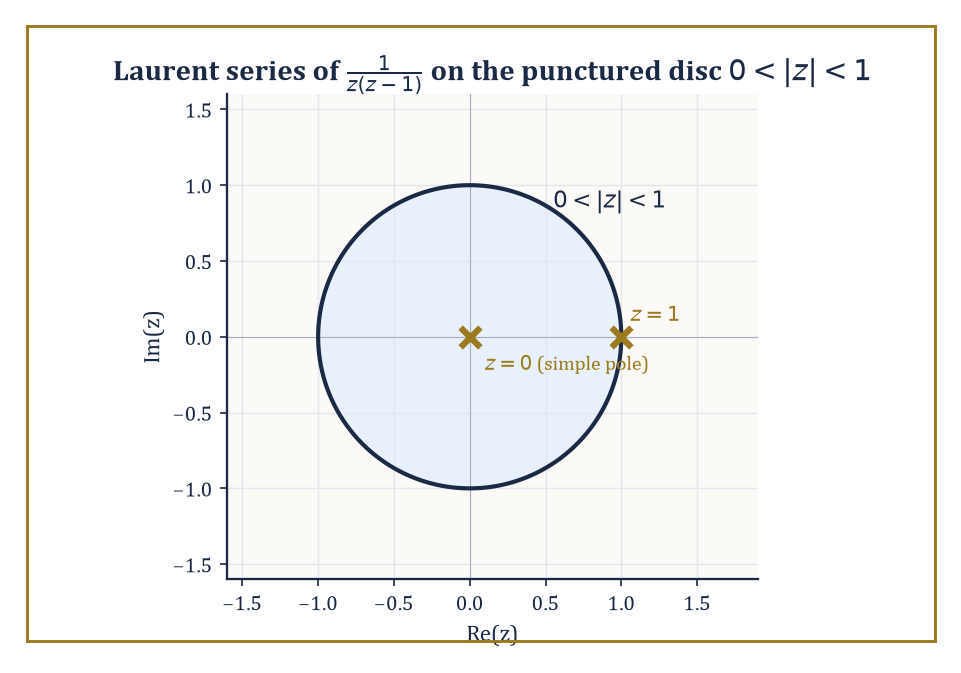 Laurent series of \frac{1}{z(z − 1)} on the punctured disc 0 < |z| < 1
1.5
1.0
0.5
0.0
−0.5
−1.0
−1.5
Im(z)
0 < |z| < 1
z = 1
z = 0 (simple pole)
−1.5 −1.0 −0.5 0.0 0.5 1.0 1.5
Re(z)